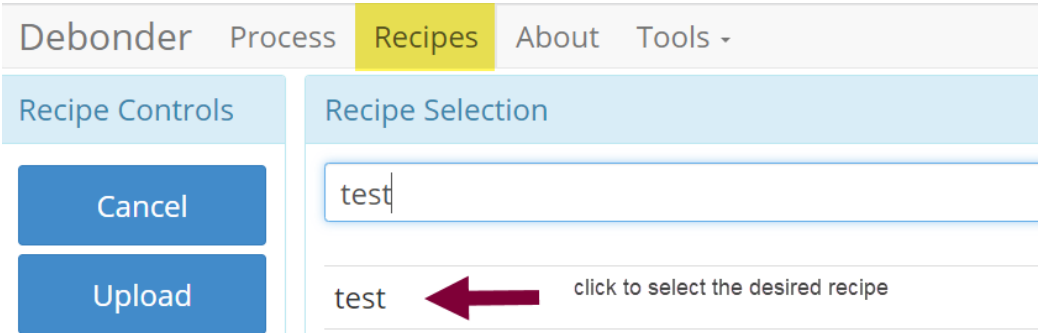 Debonder Process Recipes About Tools
Recipe Controls
Recipe Selection
Cancel
Upload
test
test
click to select the desired recipe